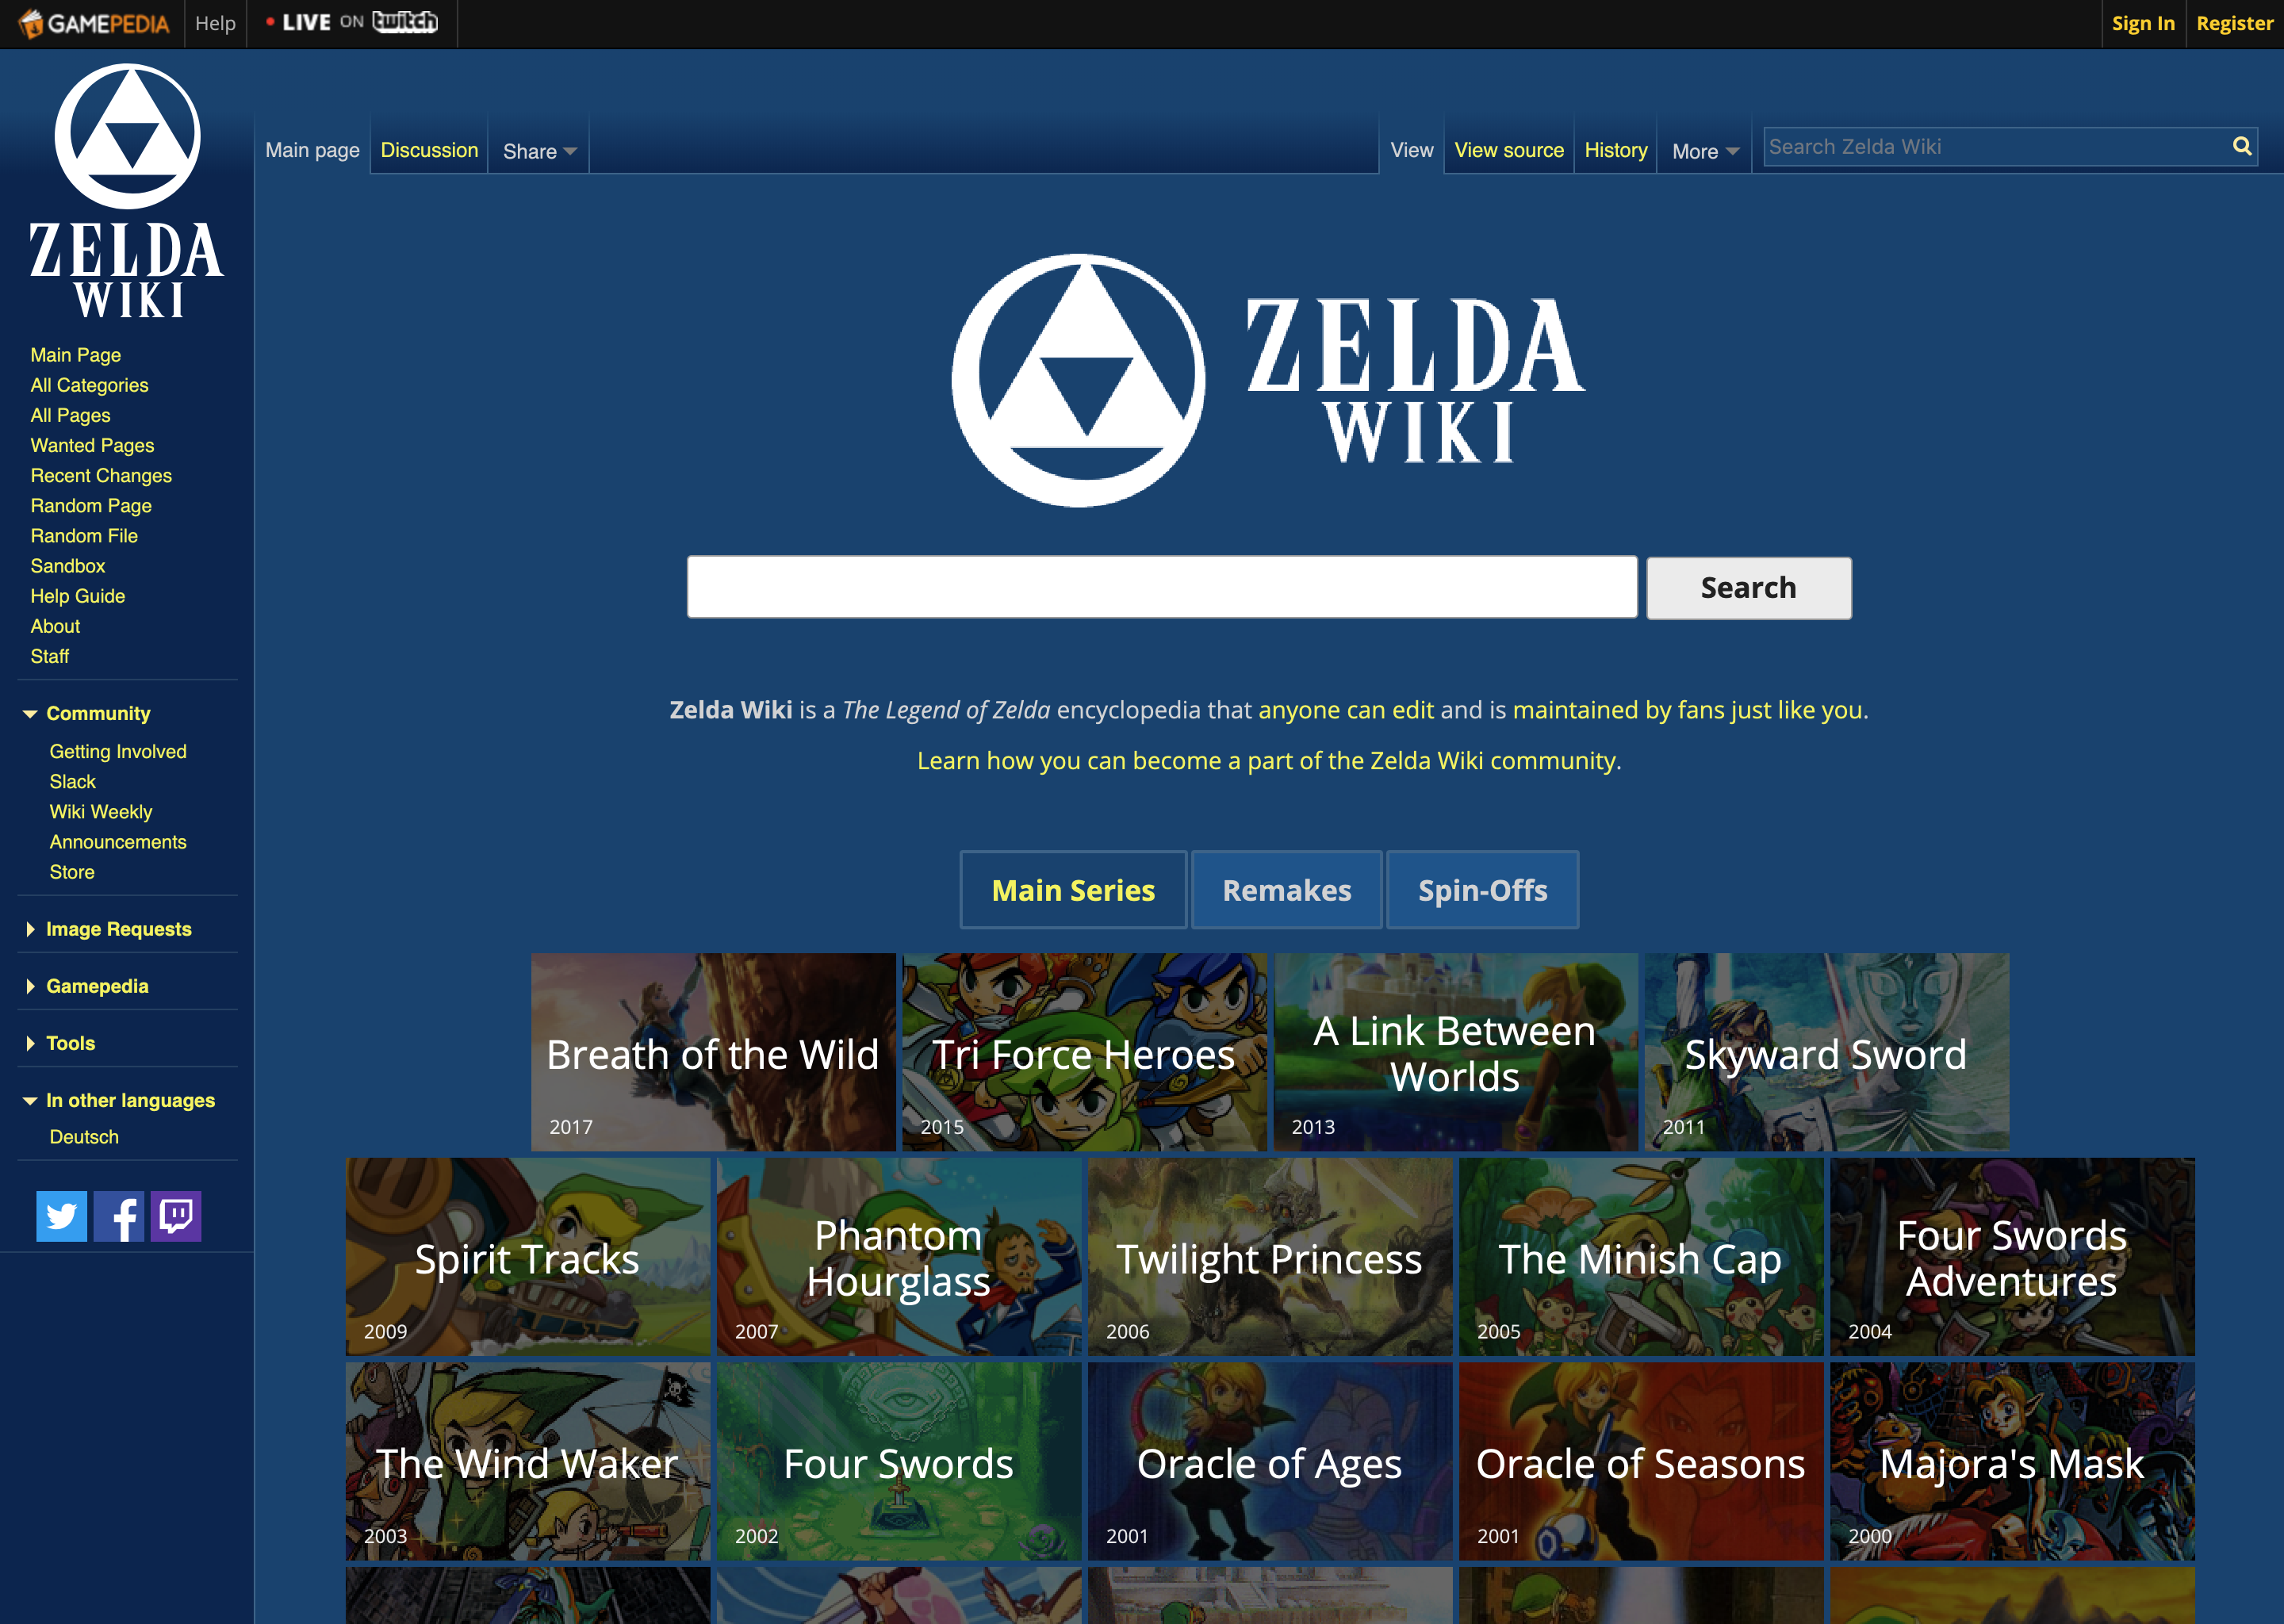 GAMEPEDIA
Help
LIVE ON twitch
Sign In
Register
ZELDA
WIKI
Main page
Discussion
Share
View
View source
History
More
Search Zelda Wiki
Main Page
All Categories
All Pages
Wanted Pages
Recent Changes
Random Page
Random File
Sandbox
Help Guide
About
Staff
Community
Getting Involved
Slack
Wiki Weekly
Announcements
Store
Image Requests
Gamepedia
Tools
In other languages
Deutsch
ZELDA
WIKI
Search
Zelda Wiki is a The Legend of Zelda encyclopedia that anyone can edit and is maintained by fans just like you.
Learn how you can become a part of the Zelda Wiki community.
Main Series
Remakes
Spin-Offs
Breath of the Wild
2017
Tri Force Heroes
2015
A Link Between
Worlds
2013
Skyward Sword
2011
Spirit Tracks
2009
Phantom
Hourglass
2007
Twilight Princess
2006
The Minish Cap
2005
Four Swords
Adventures
2004
The Wind Waker
2003
Four Swords
2002
Oracle of Ages
2001
Oracle of Seasons
2001
Majora's Mask
2000